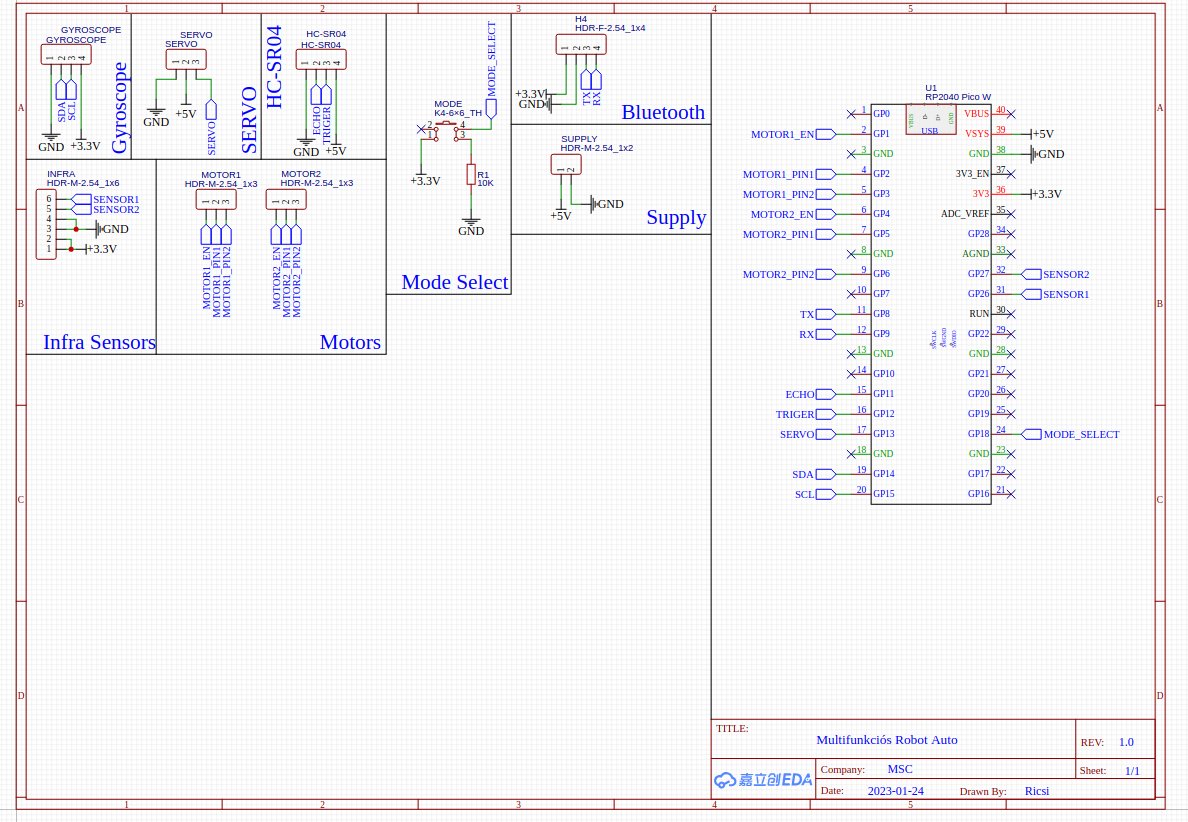 1 2 3 4 5
A
B
C
D
GYROSCOPE
GYROSCOPE
1 2 3 4
SDA
SCL
GND
+3.3V
Gyroscope
SERVO
SERVO
1 2 3
GND
+5V
SERVO
SERVO
HC-SR04
HC-SR04
HC-SR04
1 2 3 4
ECHO
TRIGER
GND
+5V
MODE_SELECT
MODE
K4-6×6_TH
2 4
1 3
+3.3V
R1
10K
GND
Mode Select
H4
HDR-F-2.54_1x4
1 2 3 4
+3.3V
GND
TX
RX
Bluetooth
SUPPLY
HDR-M-2.54_1x2
1 2
+5V
GND
Supply
INFRA
HDR-M-2.54_1x6
6 SENSOR1
5 SENSOR2
4
3 GND
2
1 +3.3V
Infra Sensors
MOTOR1
HDR-M-2.54_1x3
1 2 3
MOTOR1_EN
MOTOR1_PIN1
MOTOR1_PIN2
MOTOR2
HDR-M-2.54_1x3
1 2 3
MOTOR2_EN
MOTOR2_PIN1
MOTOR2_PIN2
Motors
U1
RP2040 Pico W
VBUS D- D+ GND
USB
1 GP0 VBUS 40
MOTOR1_EN 2 GP1 VSYS 39 +5V
3 GND GND 38 GND
MOTOR1_PIN1 4 GP2 3V3_EN 37
MOTOR1_PIN2 5 GP3 3V3 36 +3.3V
MOTOR2_EN 6 GP4 ADC_VREF 35
MOTOR2_PIN1 7 GP5 GP28 34
8 GND AGND 33
MOTOR2_PIN2 9 GP6 GP27 32 SENSOR2
10 GP7 GP26 31 SENSOR1
TX 11 GP8 RUN 30
RX 12 GP9 GP22 29
SWCLK SWGND SWDIO
13 GND GND 28
14 GP10 GP21 27
ECHO 15 GP11 GP20 26
TRIGER 16 GP12 GP19 25
SERVO 17 GP13 GP18 24 MODE_SELECT
18 GND GND 23
SDA 19 GP14 GP17 22
SCL 20 GP15 GP16 21
A
B
C
D
TITLE:
Multifunkciós Robot Auto
REV: 1.0
嘉立创EDA
Company: MSC
Sheet: 1/1
Date: 2023-01-24
Drawn By: Ricsi
1 2 3 4 5